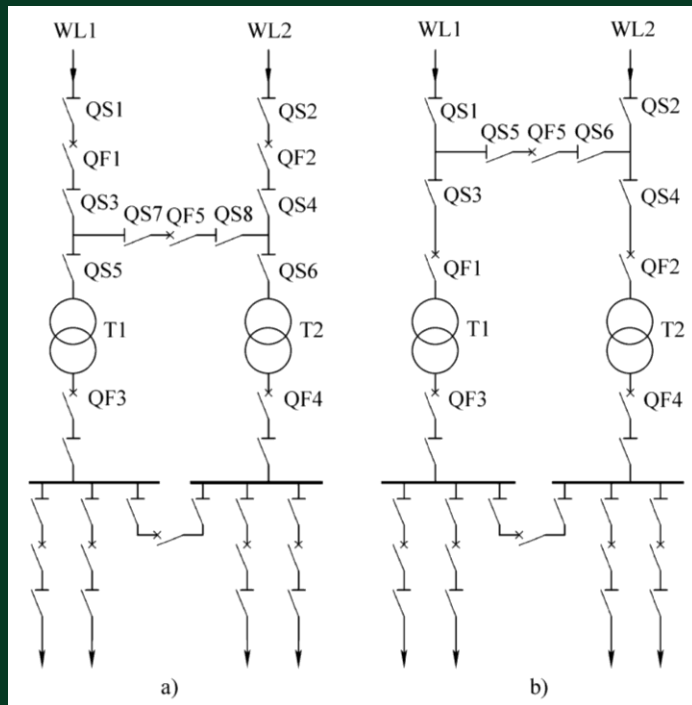 WL1 WL2 WL1 WL2
QS1 QS2 QS1 QS2
QS5 QF5 QS6
QF1 QF2
QS3 QS4 QS3 QS4
QS7 QF5 QS8
QS5 QS6 QF1 QF2
T1 T2 T1 T2
QF3 QF4 QF3 QF4
a) b)